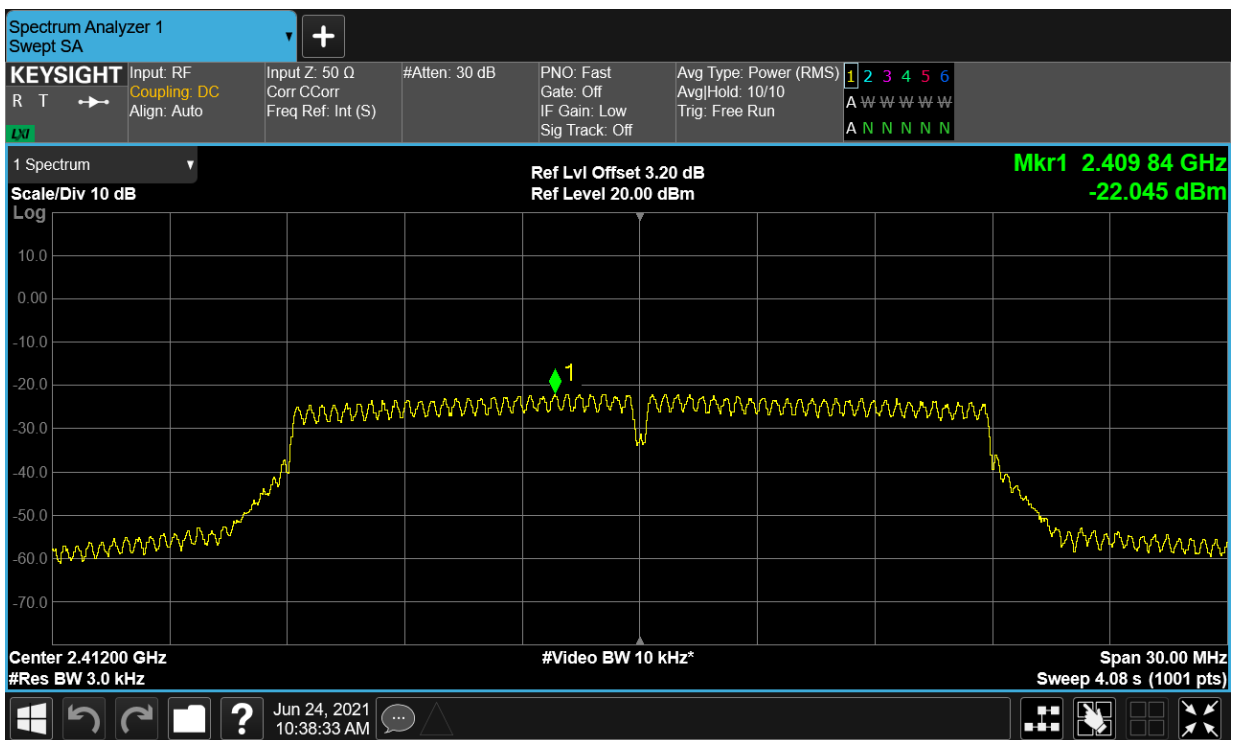 Spectrum Analyzer 1
Swept SA
+
KEYSIGHT
R T
LXI
Input: RF
Coupling: DC
Align: Auto
Input Z: 50 Ω
Corr CCorr
Freq Ref: Int (S)
#Atten: 30 dB
PNO: Fast
Gate: Off
IF Gain: Low
Sig Track: Off
Avg Type: Power (RMS)
Avg|Hold: 10/10
Trig: Free Run
1 2 3 4 5 6
A W W W W W
A N N N N N
1 Spectrum
Scale/Div 10 dB
Log
Ref Lvl Offset 3.20 dB
Ref Level 20.00 dBm
Mkr1 2.409 84 GHz
-22.045 dBm
10.0
0.00
-10.0
-20.0
-30.0
-40.0
-50.0
-60.0
-70.0
1
Center 2.41200 GHz
#Res BW 3.0 kHz
#Video BW 10 kHz*
Span 30.00 MHz
Sweep 4.08 s (1001 pts)
?
Jun 24, 2021
10:38:33 AM